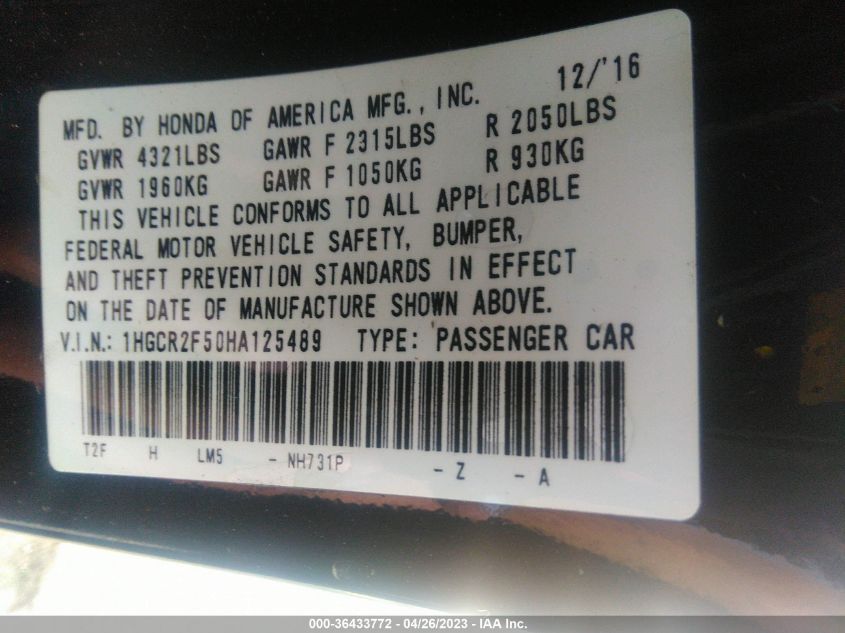 MFD. BY HONDA OF AMERICA MFG., INC. 12/'16
GVWR 4321LBS GAWR F 2315LBS R 2050LBS
GVWR 1960KG GAWR F 1050KG R 930KG
THIS VEHICLE CONFORMS TO ALL APPLICABLE
FEDERAL MOTOR VEHICLE SAFETY, BUMPER,
AND THEFT PREVENTION STANDARDS IN EFFECT
ON THE DATE OF MANUFACTURE SHOWN ABOVE.
V.I.N.: 1HGCR2F50HA125489 TYPE: PASSENGER CAR
T2F H LM5 - NH731P - Z - A
000-36433772 - 04/26/2023 - IAA Inc.